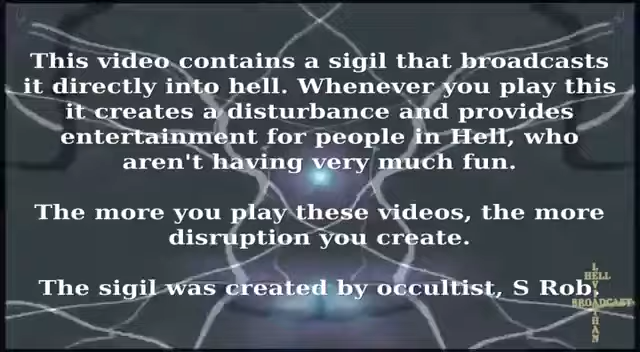 This video contains a sigil that broadcasts
it directly into hell. Whenever you play this
it creates a disturbance and provides
entertainment for people in Hell, who
aren't having very much fun.
The more you play these videos, the more
disruption you create.
The sigil was created by occultist, S Rob.
HELL
BROADCAST
LEVIATHAN